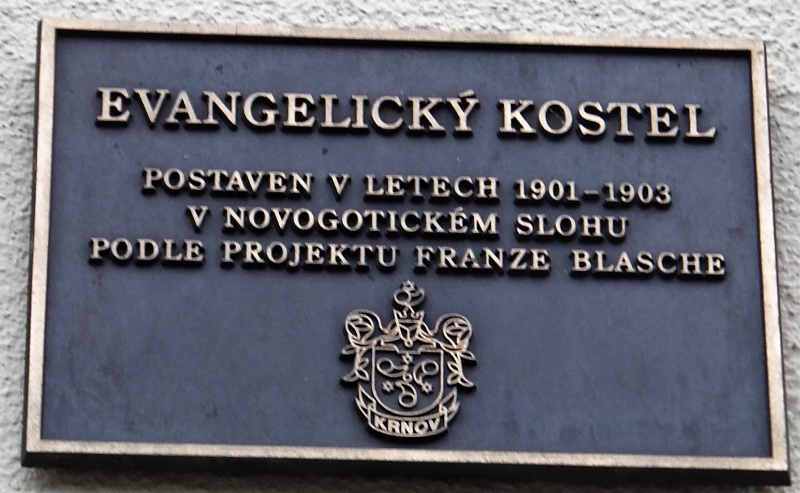 EVANGELICKÝ KOSTEL
POSTAVEN V LETECH 1901–1903
V NOVOGOTICKÉM SLOHU
PODLE PROJEKTU FRANZE BLASCHE
KRNOV